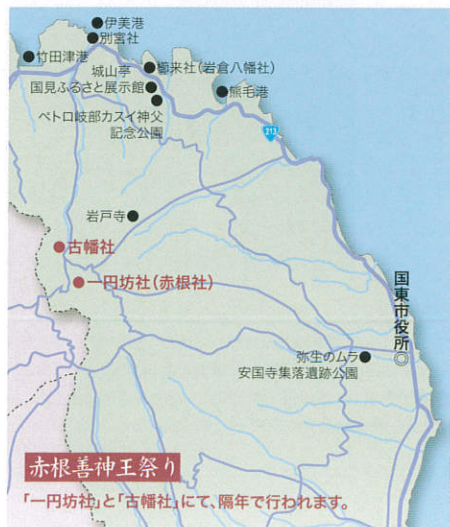 伊美港
別宮社
竹田津港
城山亭
櫛来社(岩倉八幡社)
国見ふるさと展示館
熊毛港
ペトロ岐部カスイ神父
記念公園
213
岩戸寺
古幡社
一円坊社(赤根社)
国東市役所
弥生のムラ
安国寺集落遺跡公園
赤根善神王祭り
「一円坊社」と「古幡社」にて、隔年で行われます。